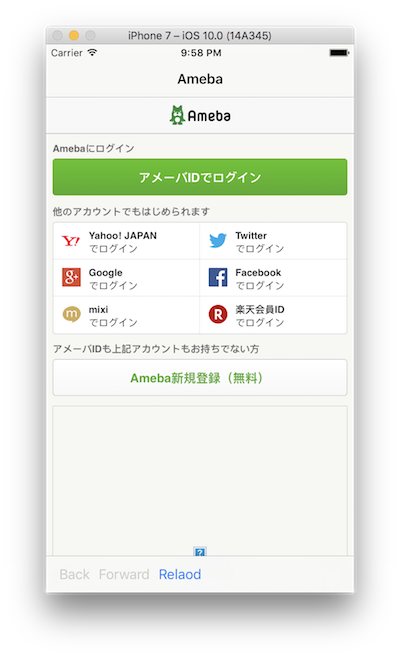 iPhone 7 – iOS 10.0 (14A345)
Carrier 9:58 PM
Ameba
Ameba
Amebaにログイン
アメーバIDでログイン
他のアカウントでもはじめられます
Yahoo! JAPAN
でログイン
Twitter
でログイン
Google
でログイン
Facebook
でログイン
mixi
でログイン
楽天会員ID
でログイン
アメーバIDも上記アカウントもお持ちでない方
Ameba新規登録（無料）
Back Forward Relaod